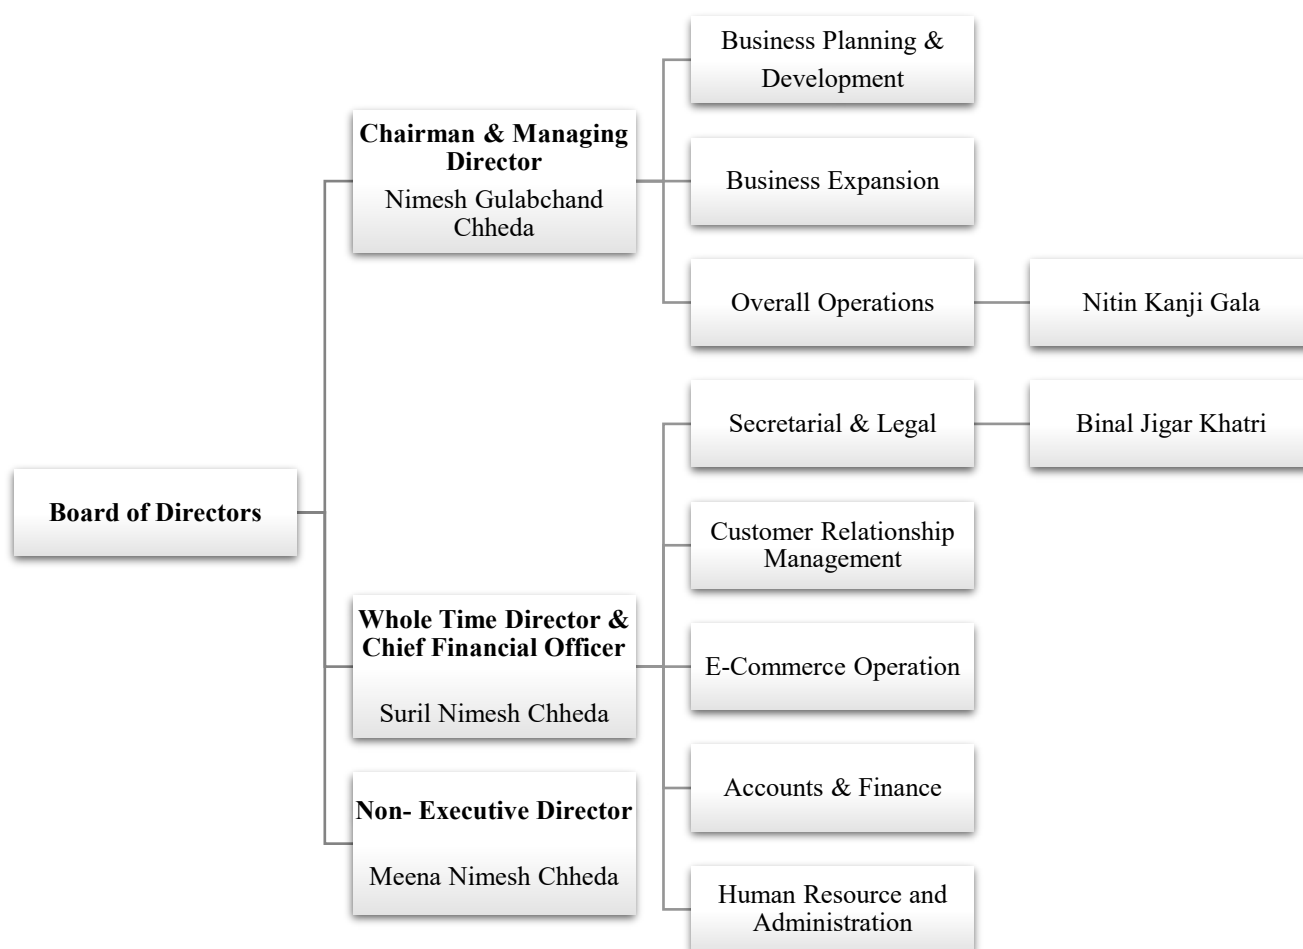 Board of Directors
Chairman & Managing
Director
Nimesh Gulabchand
Chheda
Business Planning &
Development
Business Expansion
Overall Operations
Nitin Kanji Gala
Whole Time Director &
Chief Financial Officer
Suril Nimesh Chheda
Secretarial & Legal
Binal Jigar Khatri
Customer Relationship
Management
E-Commerce Operation
Accounts & Finance
Human Resource and
Administration
Non- Executive Director
Meena Nimesh Chheda